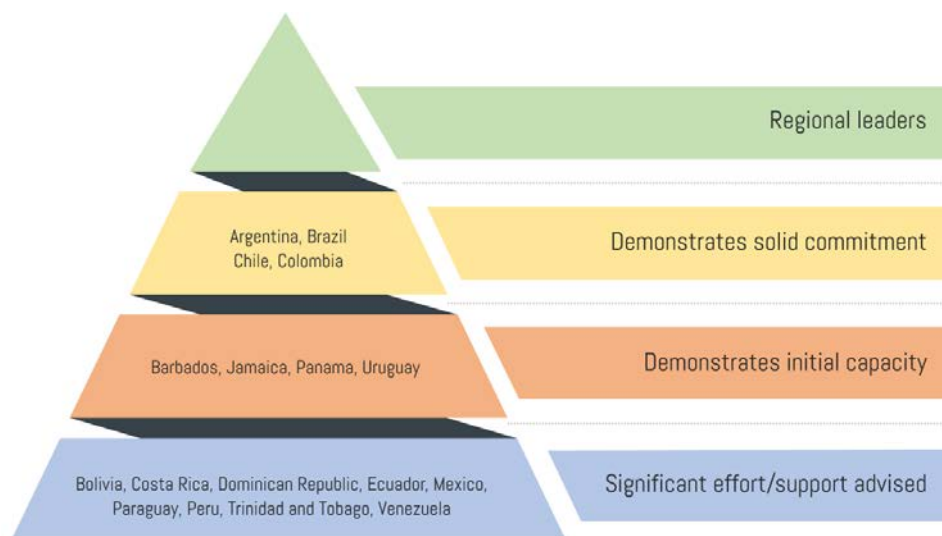 Regional leaders
Argentina, Brazil
Chile, Colombia
Demonstrates solid commitment
Barbados, Jamaica, Panama, Uruguay
Demonstrates initial capacity
Bolivia, Costa Rica, Dominican Republic, Ecuador, Mexico,
Paraguay, Peru, Trinidad and Tobago, Venezuela
Significant effort/support advised